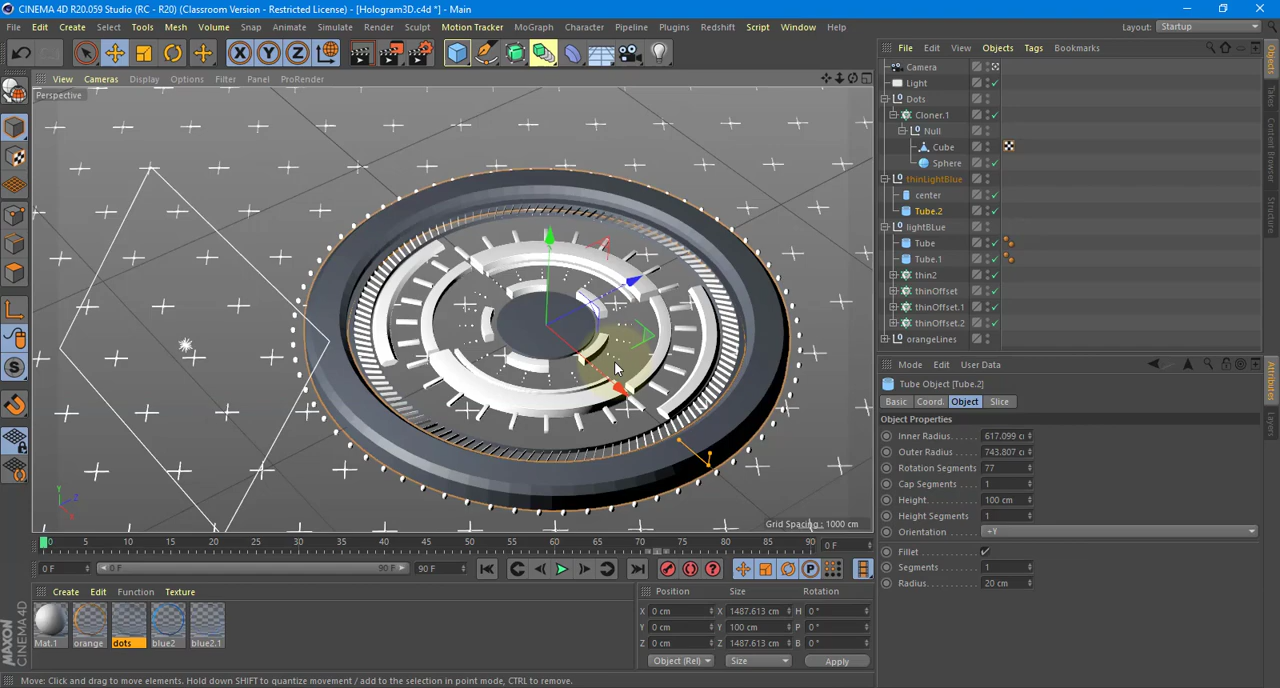 CINEMA 4D R20.059 Studio (RC - R20) (Classroom Version - Restricted License) - [Hologram3D.c4d *] - Main
File Edit Create Select Tools Mesh Volume Snap Animate Simulate Render Sculpt Motion Tracker MoGraph Character Pipeline Plugins Redshift Script Window Help
Layout: Startup
View Cameras Display Options Filter Panel ProRender
File Edit View Objects Tags Bookmarks
Perspective
Camera
Light
Dots
Cloner.1
Null
Cube
Sphere
thinLightBlue
center
Tube.2
lightBLue
Tube
Tube.1
thin2
thinOffset
thinOffset.1
thinOffset.2
orangeLines
Objects
Takes
Content Browser
Structure
Mode Edit User Data
Tube Object [Tube.2]
Basic Coord. Object Slice
Object Properties
Inner Radius 617.099 c
Outer Radius 743.807 c
Rotation Segments 77
Cap Segments 1
Height 100 cm
Height Segments 1
Orientation +Y
Fillet
Segments 1
Radius 20 cm
Attributes
Layers
Y Z X
Grid Spacing : 1000 cm
0 5 10 15 20 25 30 35 40 45 50 55 60 65 70 75 80 85 90 0 F
0 F 0 F 90 F 90 F
Create Edit Function Texture
Mat.1 orange dots blue2 blue2.1
Position Size Rotation
X 0 cm X 1487.613 cm H 0 °
Y 0 cm Y 100 cm P 0 °
Z 0 cm Z 1487.613 cm B 0 °
Object (Rel) Size Apply
MAXON CINEMA 4D
Move: Click and drag to move elements. Hold down SHIFT to quantize movement / add to the selection in point mode, CTRL to remove.